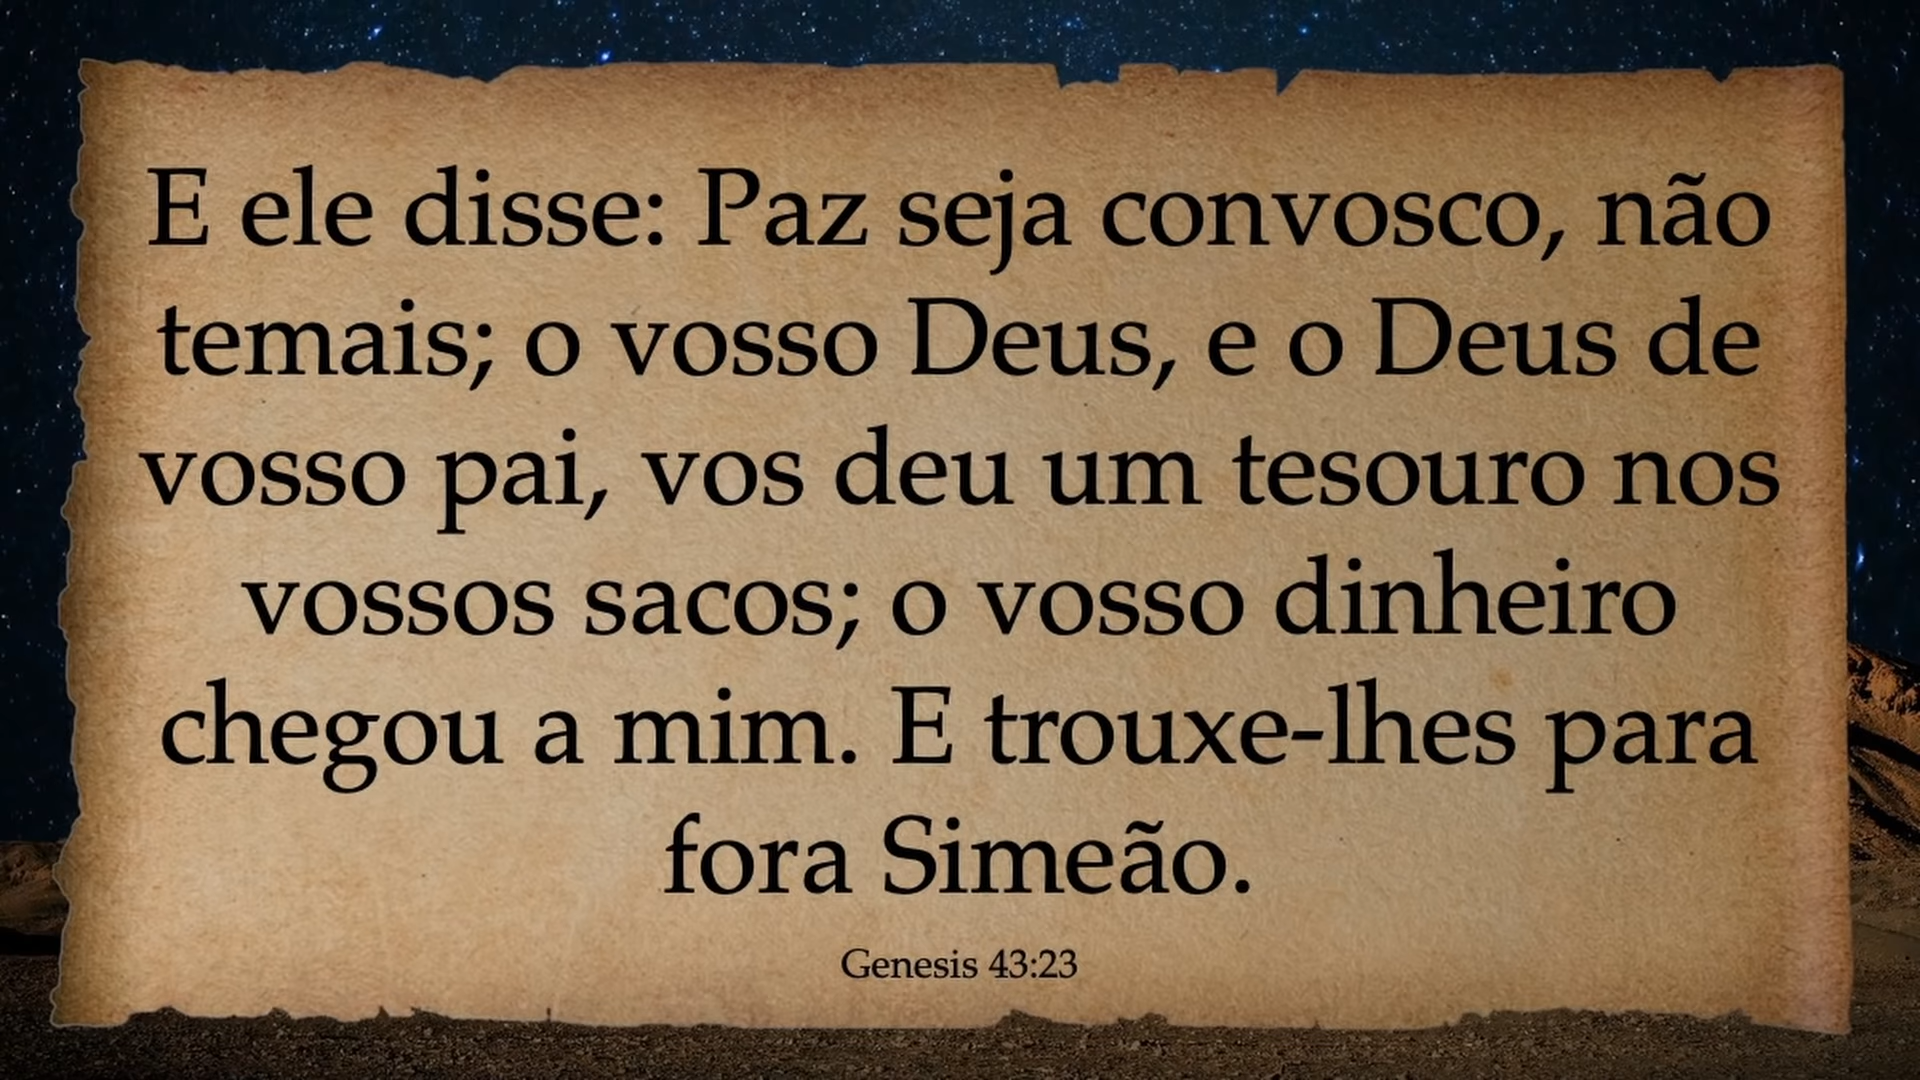 E ele disse: Paz seja convosco, não
temais; o vosso Deus, e o Deus de
vosso pai, vos deu um tesouro nos
vossos sacos; o vosso dinheiro
chegou a mim. E trouxe-lhes para
fora Simeão.
Genesis 43:23